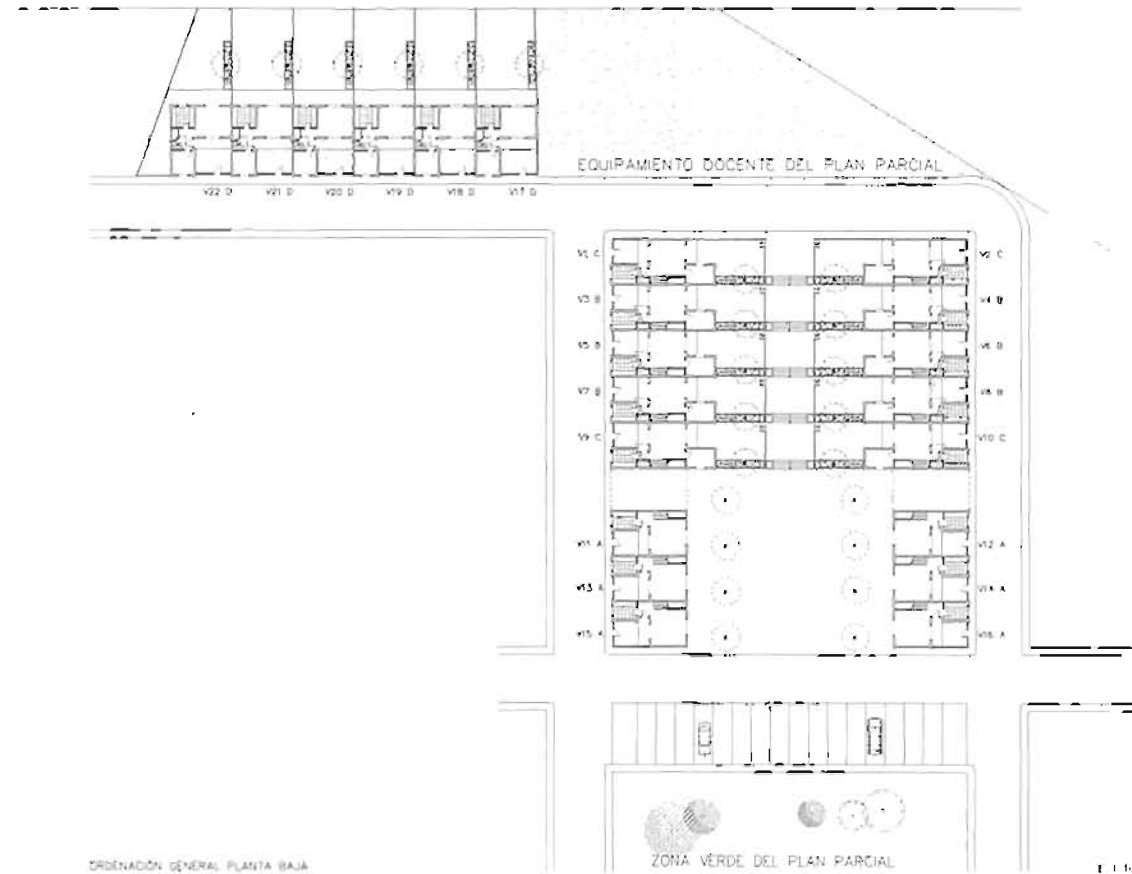 EQUIPAMIENTO DOCENTE DEL PLAN PARCIAL
V22 D V21 D V20 D V19 D V18 D V17 D
V1 C V2 C
V3 B V4 B
V5 B V6 B
V7 B V8 B
V9 C V10 C
V11 A V12 A
V13 A V14 A
V15 A V16 A
ZONA VERDE DEL PLAN PARCIAL
ORDENACIÓN GENERAL PLANTA BAJA